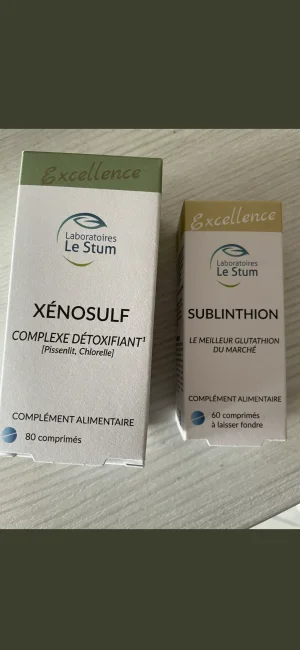 Excellence
Laboratoires
Le Stum
XÉNOSULF
COMPLEXE DÉTOXIFIANT¹
[Pissenlit, Chlorelle]
COMPLÉMENT ALIMENTAIRE
80 comprimés
Excellence
Laboratoires
Le Stum
SUBLINTHION
LE MEILLEUR GLUTATHION
DU MARCHÉ
COMPLÉMENT ALIMENTAIRE
60 comprimés
à laisser fondre